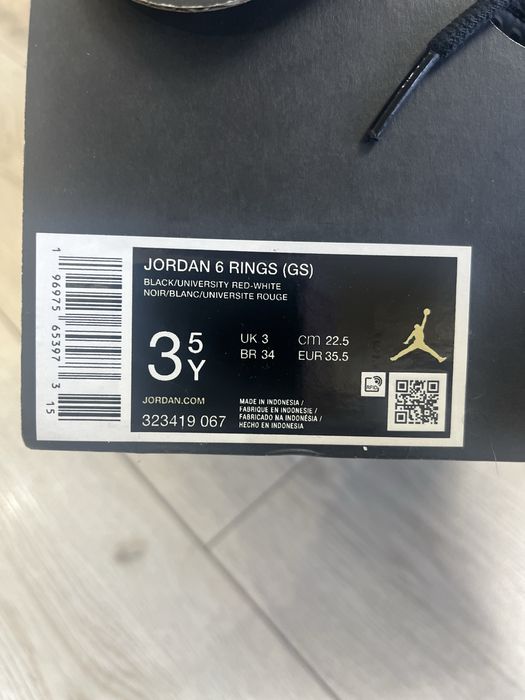 JORDAN 6 RINGS (GS)
BLACK/UNIVERSITY RED-WHITE
NOIR/BLANC/UNIVERSITE ROUGE
3 5 Y
UK 3 cm 22.5
BR 34 EUR 35.5
JORDAN.COM
323419 067
MADE IN INDONESIA /
FABRIQUE EN INDONESIE /
FABRICADO NA INDONÉSIA /
HECHO EN INDONESIA
RFID
1 96975 65397 3 15